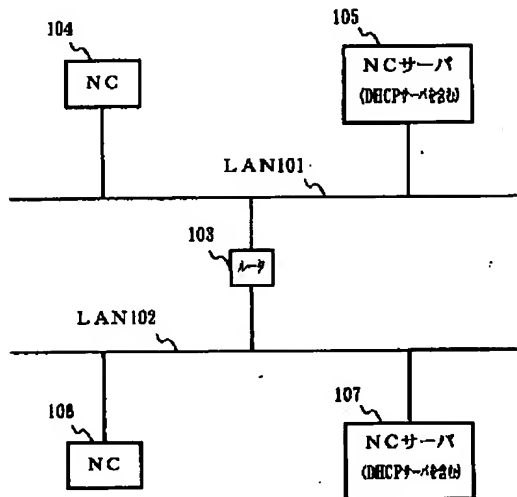 104
NC
105
NCサーバ
(DHCPサーバを含む)
LAN101
103
ルータ
LAN102
106
NC
107
NCサーバ
(DHCPサーバを含む)